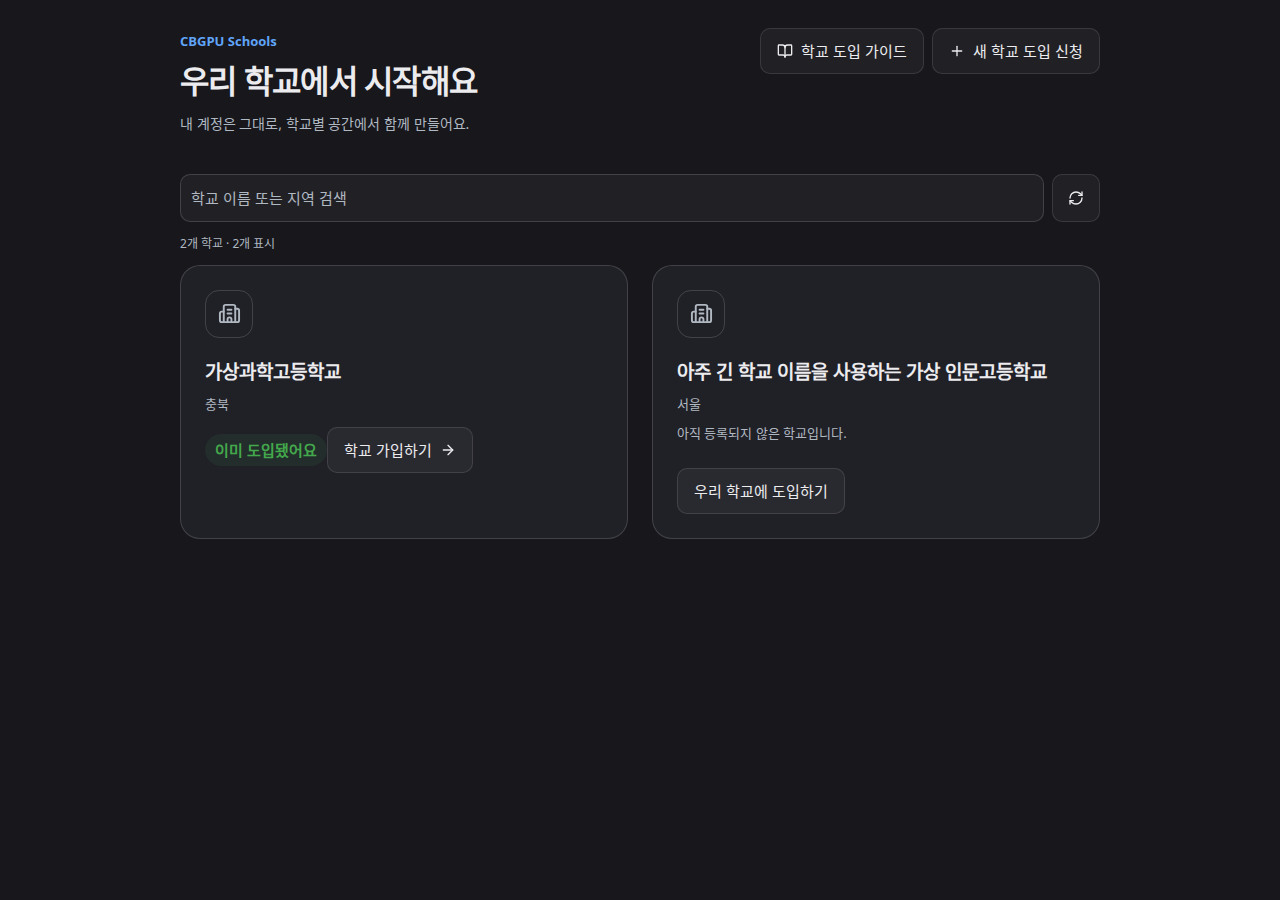 CBGPU Schools
우리 학교에서 시작해요
내 계정은 그대로, 학교별 공간에서 함께 만들어요.
학교 도입 가이드
새 학교 도입 신청
학교 이름 또는 지역 검색
2개 학교 · 2개 표시
가상과학고등학교
충북
이미 도입됐어요
학교 가입하기
아주 긴 학교 이름을 사용하는 가상 인문고등학교
서울
아직 등록되지 않은 학교입니다.
우리 학교에 도입하기